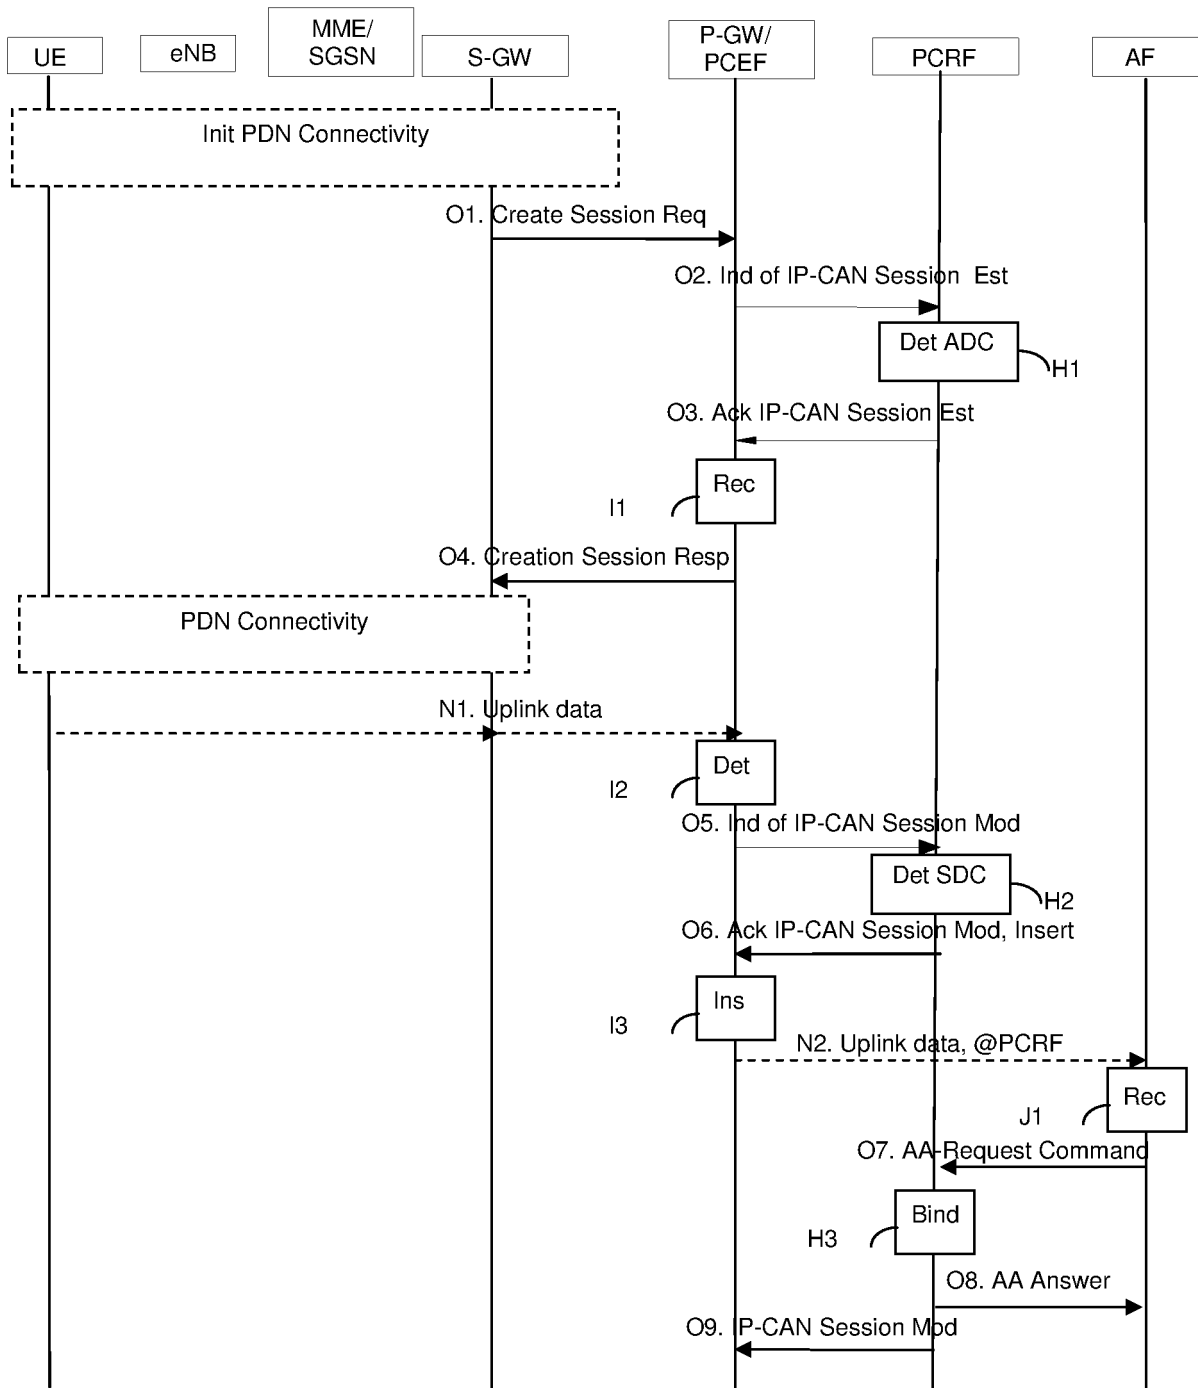 UE
eNB
MME/
SGSN
S-GW
P-GW/
PCEF
PCRF
AF
Init PDN Connectivity
O1. Create Session Req
O2. Ind of IP-CAN Session Est
Det ADC
H1
O3. Ack IP-CAN Session Est
Rec
I1
O4. Creation Session Resp
PDN Connectivity
N1. Uplink data
Det
I2
O5. Ind of IP-CAN Session Mod
Det SDC
H2
O6. Ack IP-CAN Session Mod, Insert
Ins
I3
N2. Uplink data, @PCRF
Rec
J1
O7. AA-Request Command
Bind
H3
O8. AA Answer
O9. IP-CAN Session Mod